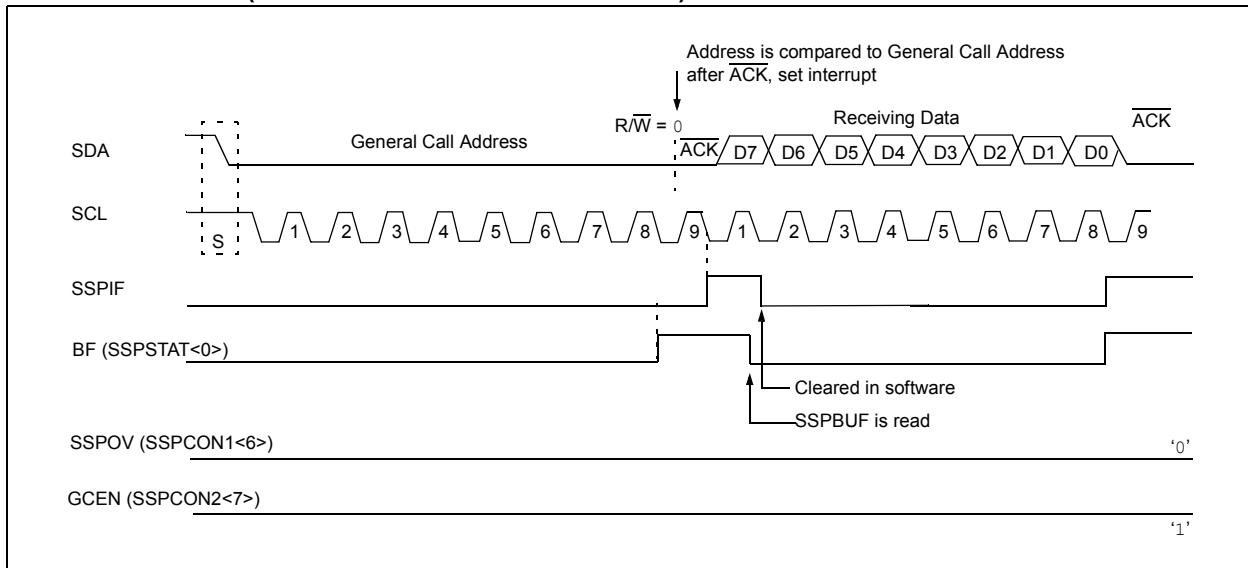 Address is compared to General Call Address
after ACK, set interrupt
R/W = 0
Receiving Data
ACK
SDA
General Call Address
ACK
D7 D6 D5 D4 D3 D2 D1 D0
SCL
S
1 2 3 4 5 6 7 8 9 1 2 3 4 5 6 7 8 9
SSPIF
BF (SSPSTAT<0>)
Cleared in software
SSPBUF is read
SSPOV (SSPCON1<6>)
‘0’
GCEN (SSPCON2<7>)
‘1’